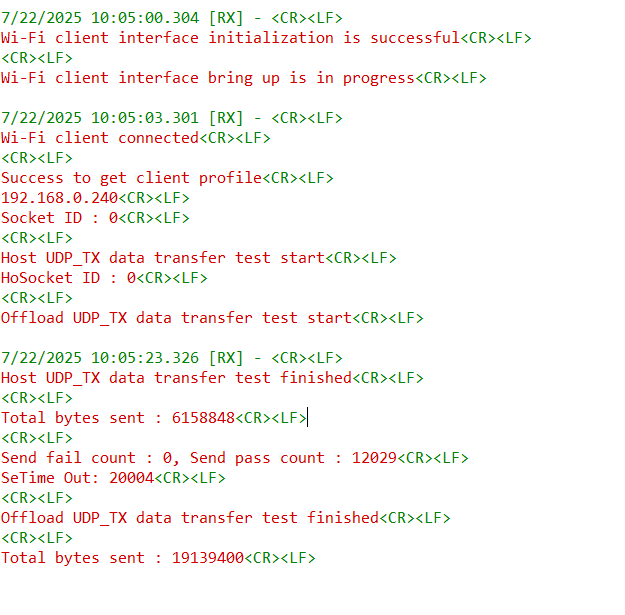 7/22/2025 10:05:00.304 [RX] - <CR><LF>
Wi-Fi client interface initialization is successful<CR><LF>
<CR><LF>
Wi-Fi client interface bring up is in progress<CR><LF>
7/22/2025 10:05:03.301 [RX] - <CR><LF>
Wi-Fi client connected<CR><LF>
<CR><LF>
Success to get client profile<CR><LF>
192.168.0.240<CR><LF>
Socket ID : 0<CR><LF>
<CR><LF>
Host UDP_TX data transfer test start<CR><LF>
HoSocket ID : 0<CR><LF>
<CR><LF>
Offload UDP_TX data transfer test start<CR><LF>
7/22/2025 10:05:23.326 [RX] - <CR><LF>
Host UDP_TX data transfer test finished<CR><LF>
<CR><LF>
Total bytes sent : 6158848<CR><LF>
<CR><LF>
Send fail count : 0, Send pass count : 12029<CR><LF>
SeTime Out: 20004<CR><LF>
<CR><LF>
Offload UDP_TX data transfer test finished<CR><LF>
<CR><LF>
Total bytes sent : 19139400<CR><LF>